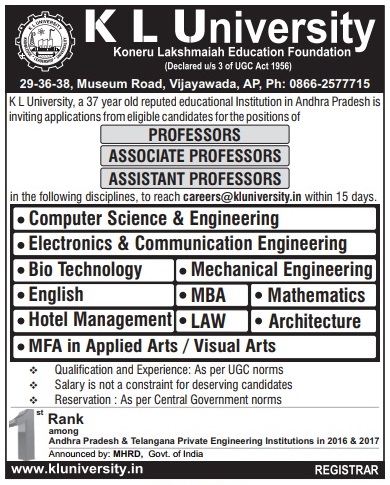 K L University
Koneru Lakshmaiah Education Foundation
(Declared u/s 3 of UGC Act 1956)
29-36-38, Museum Road, Vijayawada, AP, Ph: 0866-2577715
K L University, a 37 year old reputed educational Institution in Andhra Pradesh is
inviting applications from eligible candidates for the positions of
PROFESSORS
ASSOCIATE PROFESSORS
ASSISTANT PROFESSORS
in the following disciplines, to reach careers@kluniversity.in within 15 days.
• Computer Science & Engineering
• Electronics & Communication Engineering
• Bio Technology • Mechanical Engineering
• English • MBA • Mathematics
• Hotel Management • LAW • Architecture
• MFA in Applied Arts / Visual Arts
❖ Qualification and Experience: As per UGC norms
❖ Salary is not a constraint for deserving candidates
❖ Reservation : As per Central Government norms
1st Rank
among
Andhra Pradesh & Telangana Private Engineering Institutions in 2016 & 2017
Announced by: MHRD, Govt. of India
www.kluniversity.in REGISTRAR